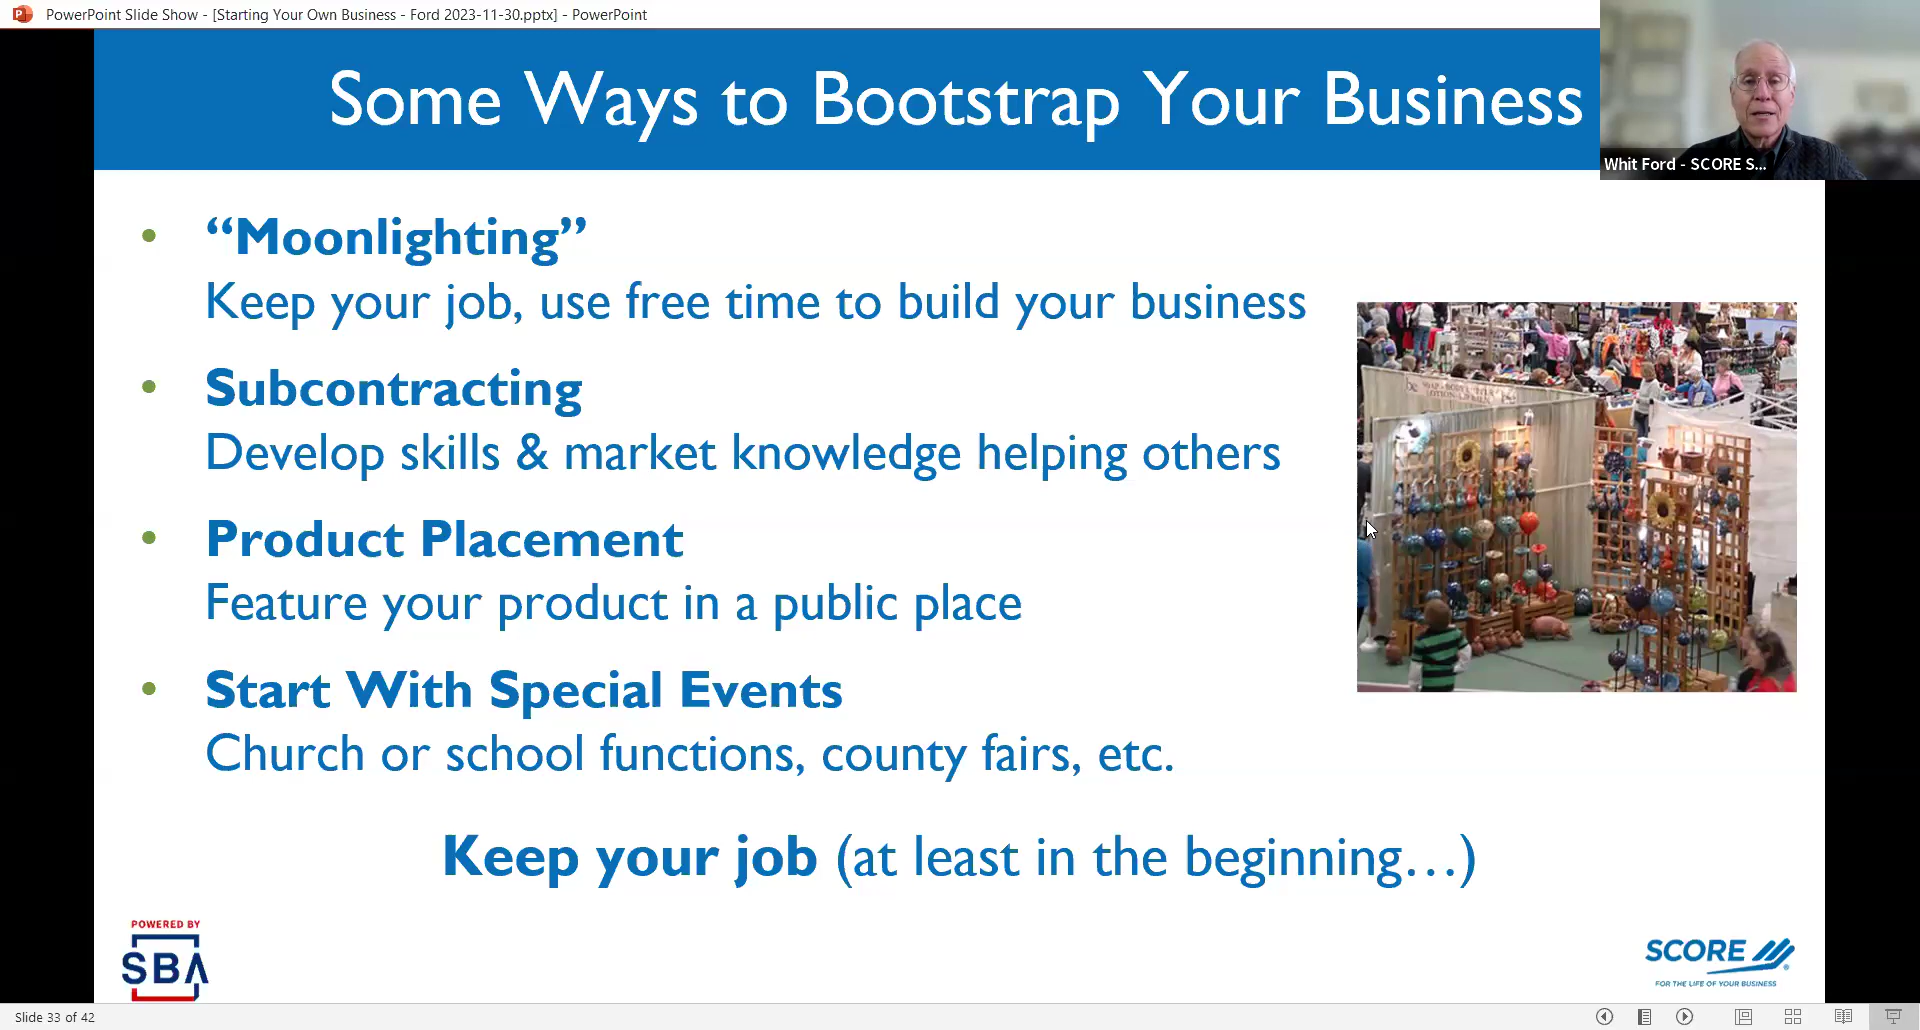 PowerPoint Slide Show - [Starting Your Own Business - Ford 2023-11-30.pptx] - PowerPoint
Some Ways to Bootstrap Your Business
Whit Ford - SCORE S...
• “Moonlighting”
Keep your job, use free time to build your business
• Subcontracting
Develop skills & market knowledge helping others
• Product Placement
Feature your product in a public place
• Start With Special Events
Church or school functions, county fairs, etc.
Keep your job (at least in the beginning…)
POWERED BY
SBA
SCORE
FOR THE LIFE OF YOUR BUSINESS
Slide 33 of 42